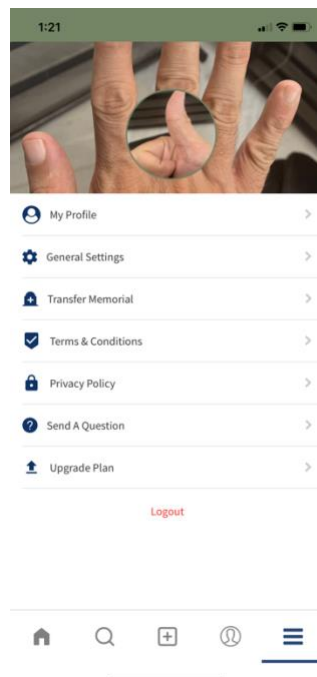 1:21
My Profile
General Settings
Transfer Memorial
Terms & Conditions
Privacy Policy
Send A Question
Upgrade Plan
Logout